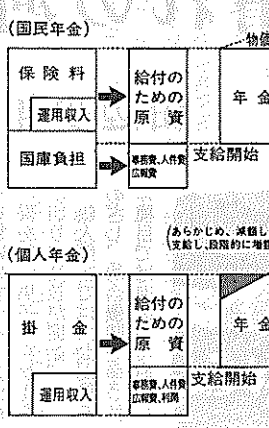 (国民年金)
物価
保険料
運用収入
国庫負担
給付の
ための
原資
事務費、人件費
広報費
年金
支給開始
(あらかじめ、減額し
支給し、段階的に増額
(個人年金)
掛金
運用収入
給付の
ための
原資
事務費、人件費
広報費、利潤
年金
支給開始